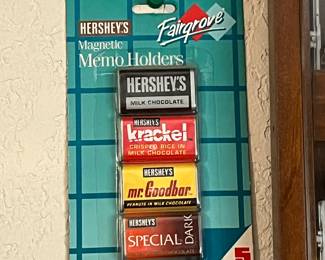 HERSHEY'S
Fairgrove
Magnetic
Memo Holders
HERSHEY'S
MILK CHOCOLATE
HERSHEY'S
krackel
CRISPED RICE IN
MILK CHOCOLATE
HERSHEY'S
mr. Goodbar
PEANUTS IN MILK CHOCOLATE
HERSHEY'S
SPECIAL DARK
CHOCOLATE
5